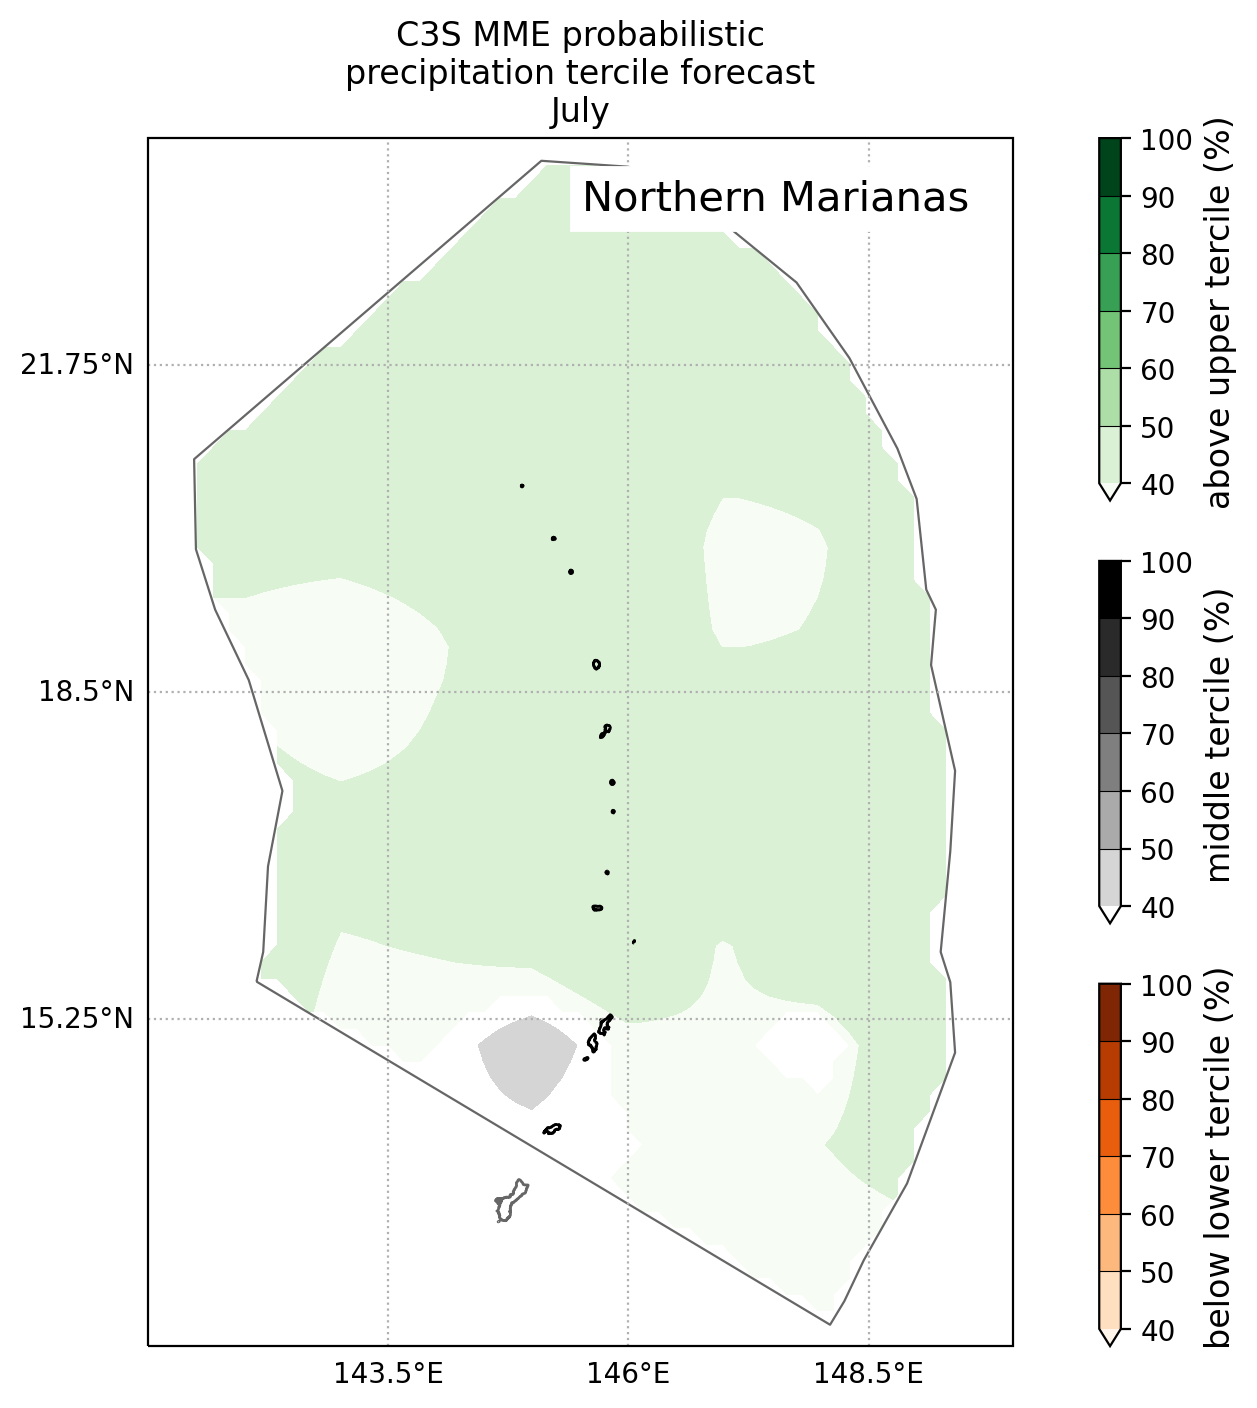 C3S MME probabilistic
precipitation tercile forecast
July
Northern Marianas
21.75°N
18.5°N
15.25°N
143.5°E
146°E
148.5°E
100
90
80
70
60
50
40
above upper tercile (%)
100
90
80
70
60
50
40
middle tercile (%)
100
90
80
70
60
50
40
below lower tercile (%)